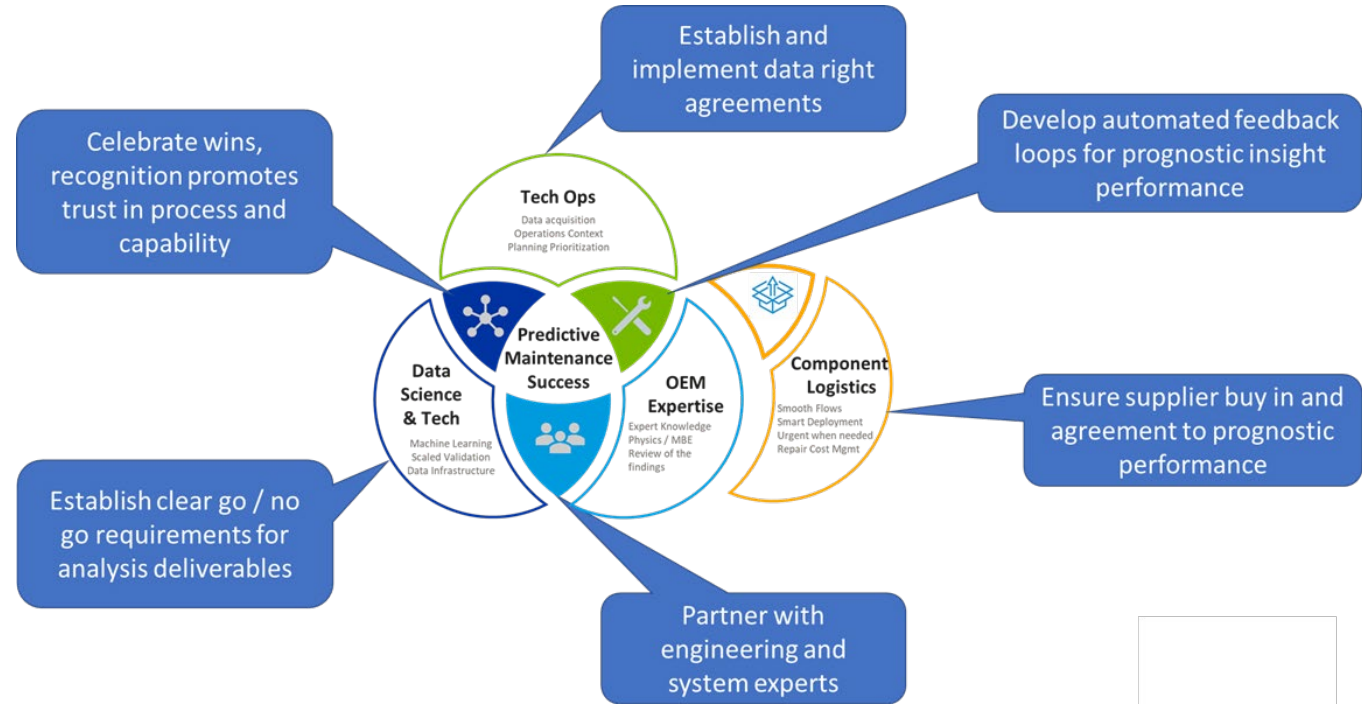 Establish and
implement data right
agreements
Celebrate wins,
recognition promotes
trust in process and
capability
Develop automated feedback
loops for prognostic insight
performance
Tech Ops
Data acquisition
Operations Context
Planning Prioritization
Predictive
Maintenance
Success
Data
Science
& Tech
Machine Learning
Scaled Validation
Data Infrastructure
OEM
Expertise
Expert Knowledge
Physics / MBE
Review of the
findings
Component
Logistics
Smooth Flows
Smart Deployment
Urgent when needed
Repair Cost Mgmt
Ensure supplier buy in and
agreement to prognostic
performance
Establish clear go / no
go requirements for
analysis deliverables
Partner with
engineering and
system experts